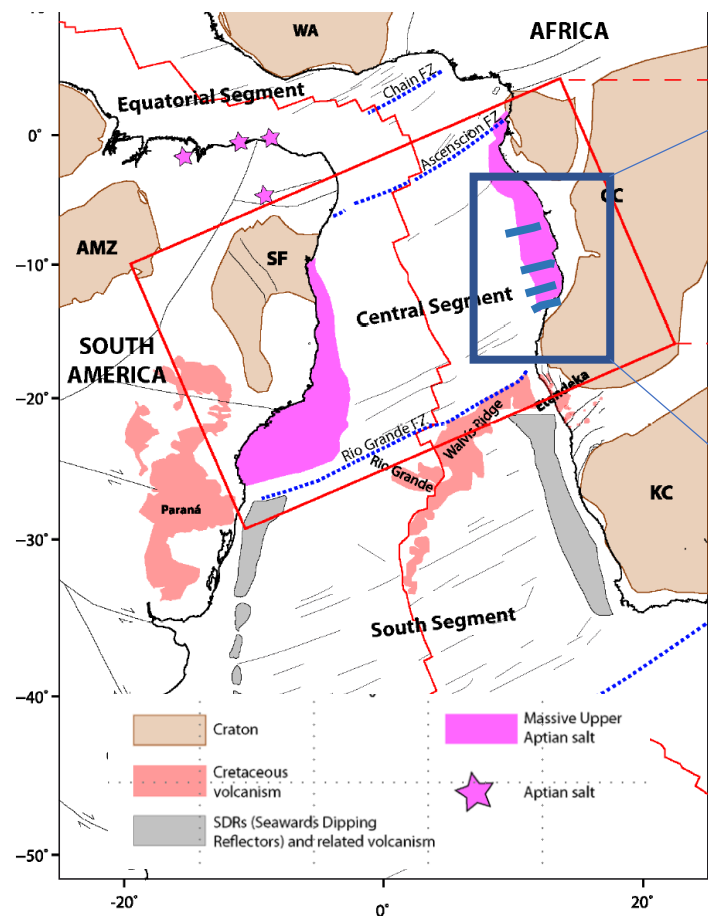 WA
AFRICA
Equatorial Segment
Chain FZ
Ascenscion FZ
0°
AMZ
SF
CC
−10°
Central Segment
SOUTH
AMERICA
−20°
Etendeka
Rio Grande FZ
Walvis Ridge
Rio Grande
Paraná
KC
−30°
South Segment
−40°
Craton
Massive Upper
Aptian salt
Cretaceous
volcanism
Aptian salt
SDRs (Seawards Dipping
Reflectors) and related volcanism
−50°
-20°
0°
20°